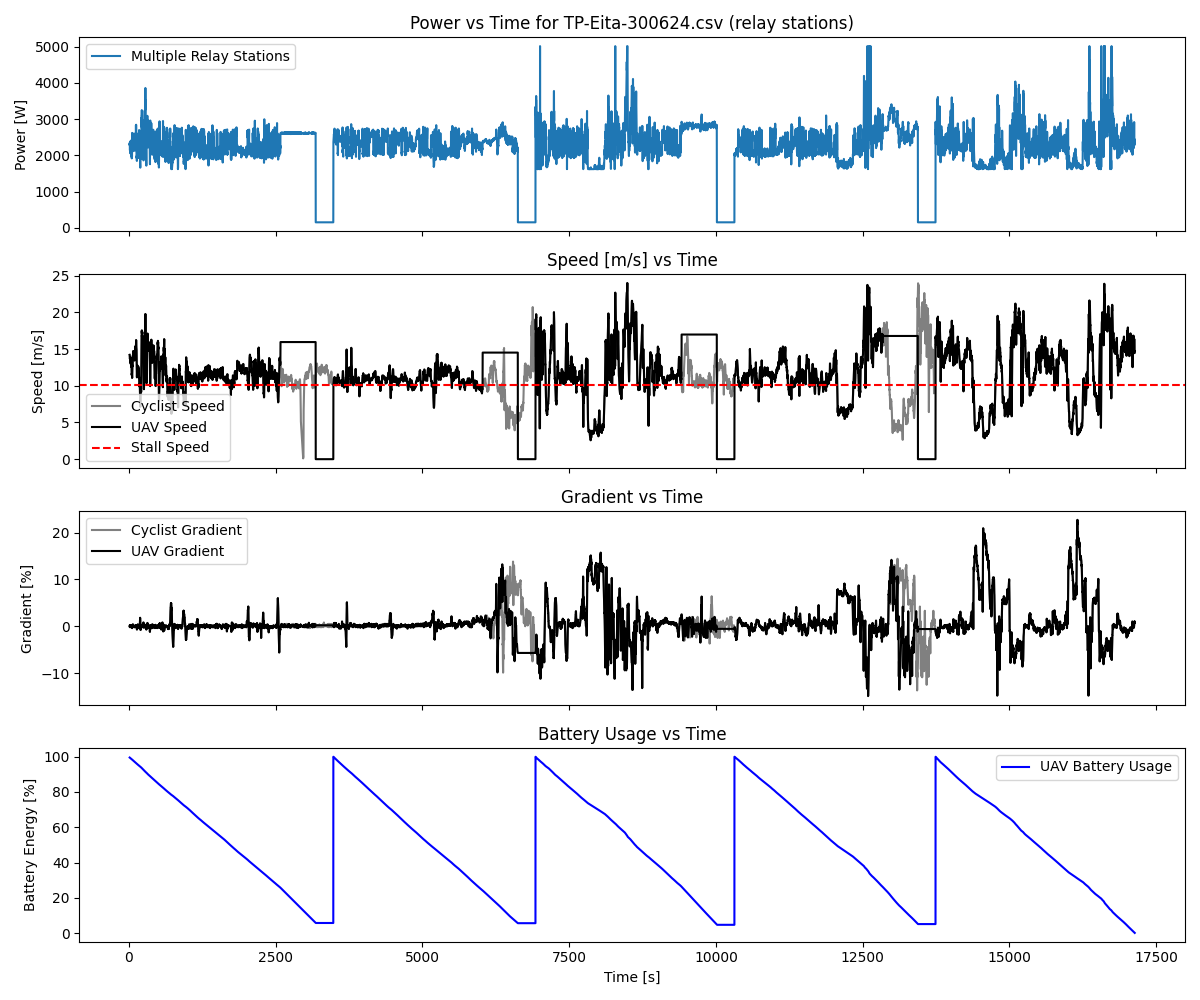 Power vs Time for TP-Eita-300624.csv (relay stations)
Multiple Relay Stations
Power [W]
5000
4000
3000
2000
1000
0
Speed [m/s] vs Time
Speed [m/s]
25
20
15
10
5
0
Cyclist Speed
UAV Speed
Stall Speed
Gradient vs Time
Cyclist Gradient
UAV Gradient
Gradient [%]
20
10
0
−10
Battery Usage vs Time
UAV Battery Usage
Battery Energy [%]
100
80
60
40
20
0
0 2500 5000 7500 10000 12500 15000 17500
Time [s]